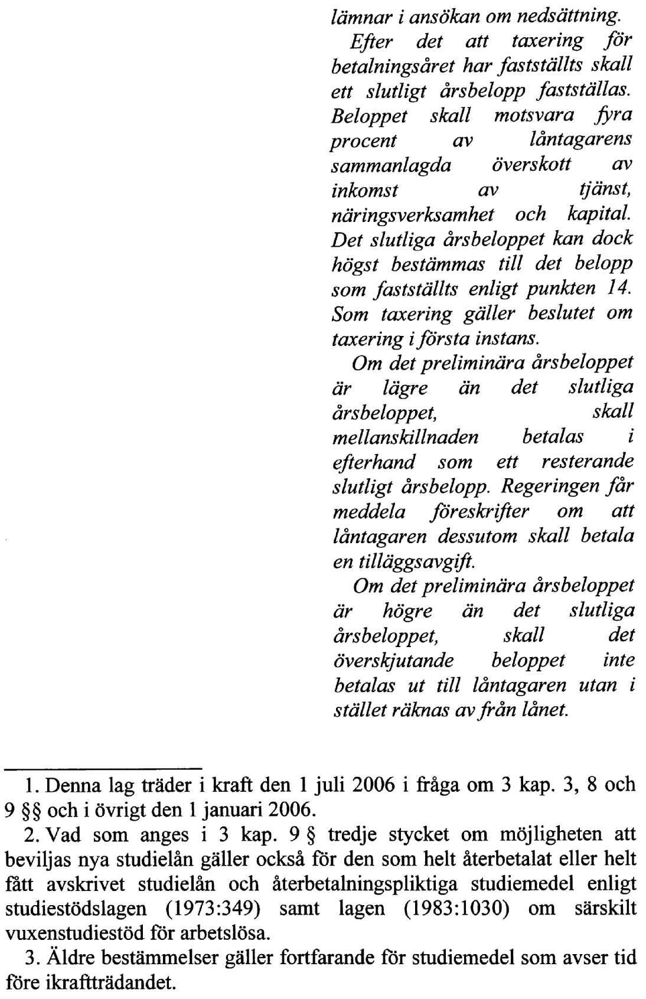 lämnar i ansökan om nedsättning.
Efter det att taxering för
betalningsåret har fastställts skall
ett slutligt årsbelopp fastställas.
Beloppet skall motsvara fyra
procent av låntagarens
sammanlagda överskott av
inkomst av tjänst,
näringsverksamhet och kapital.
Det slutliga årsbeloppet kan dock
högst bestämmas till det belopp
som fastställts enligt punkten 14.
Som taxering gäller beslutet om
taxering i första instans.
Om det preliminära årsbeloppet
är lägre än det slutliga
årsbeloppet, skall
mellanskillnaden betalas i
efterhand som ett resterande
slutligt årsbelopp. Regeringen får
meddela föreskrifter om att
låntagaren dessutom skall betala
en tilläggsavgift.
Om det preliminära årsbeloppet
är högre än det slutliga
årsbeloppet, skall det
överskjutande beloppet inte
betalas ut till låntagaren utan i
stället räknas av från lånet.
1. Denna lag träder i kraft den 1 juli 2006 i fråga om 3 kap. 3, 8 och
9 §§ och i övrigt den 1 januari 2006.
2. Vad som anges i 3 kap. 9 § tredje stycket om möjligheten att
beviljas nya studielån gäller också för den som helt återbetalat eller helt
fått avskrivet studielån och återbetalningspliktiga studiemedel enligt
studiestödslagen (1973:349) samt lagen (1983:1030) om särskilt
vuxenstudiestöd för arbetslösa.
3. Äldre bestämmelser gäller fortfarande för studiemedel som avser tid
före ikraftträdandet.